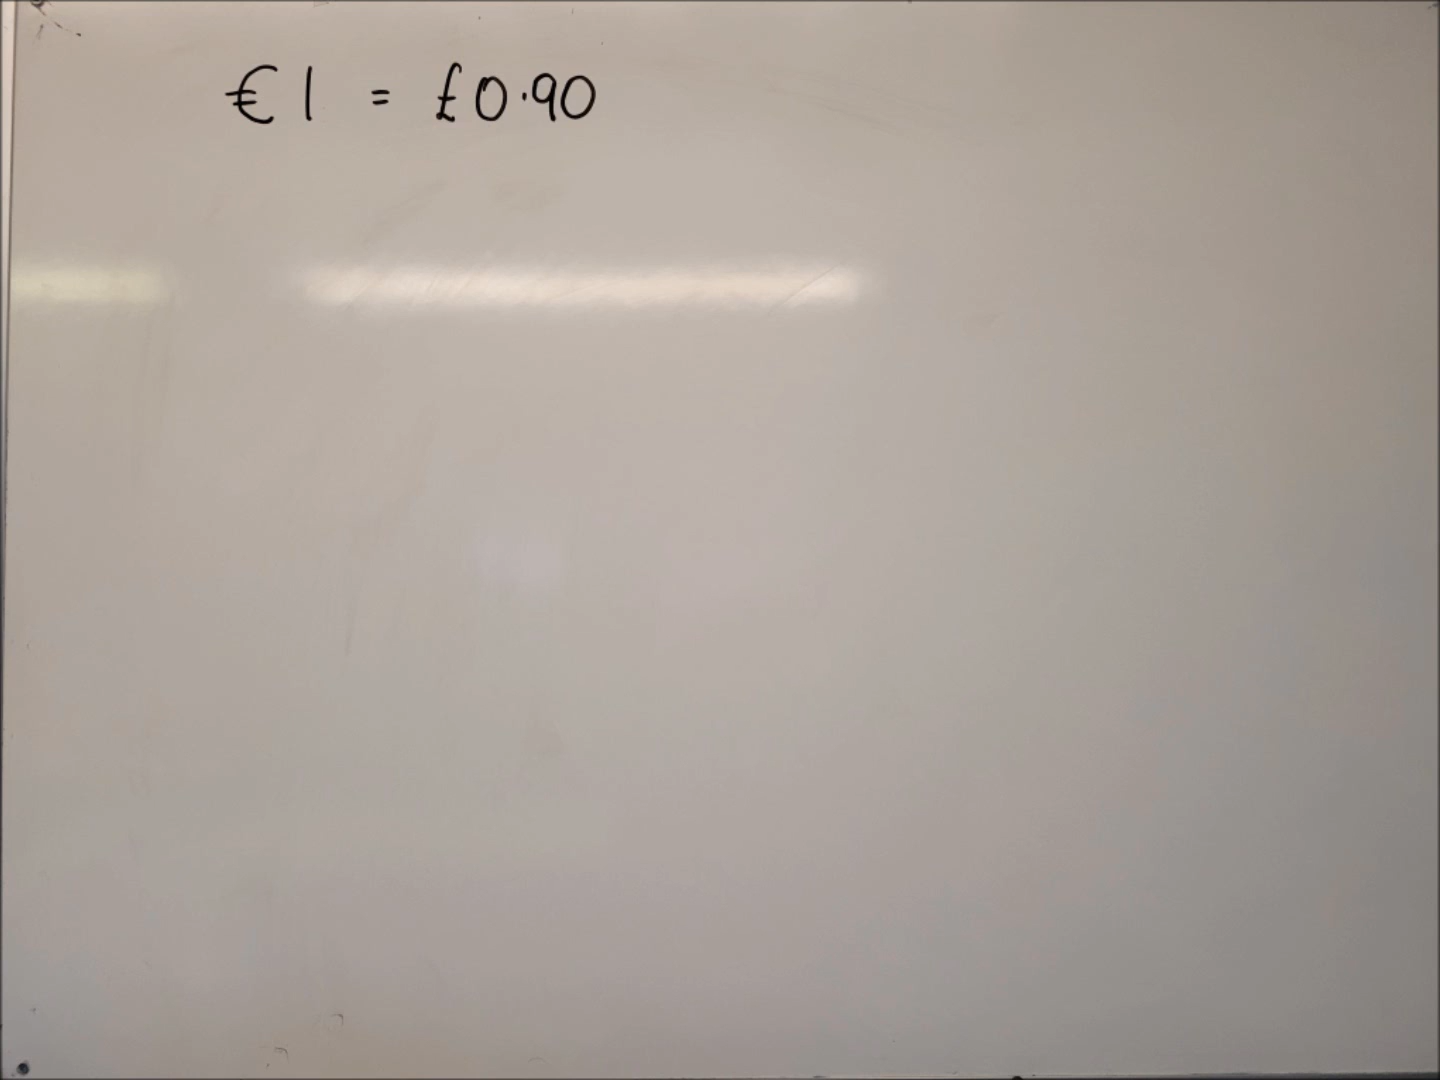 €1 = £0·90